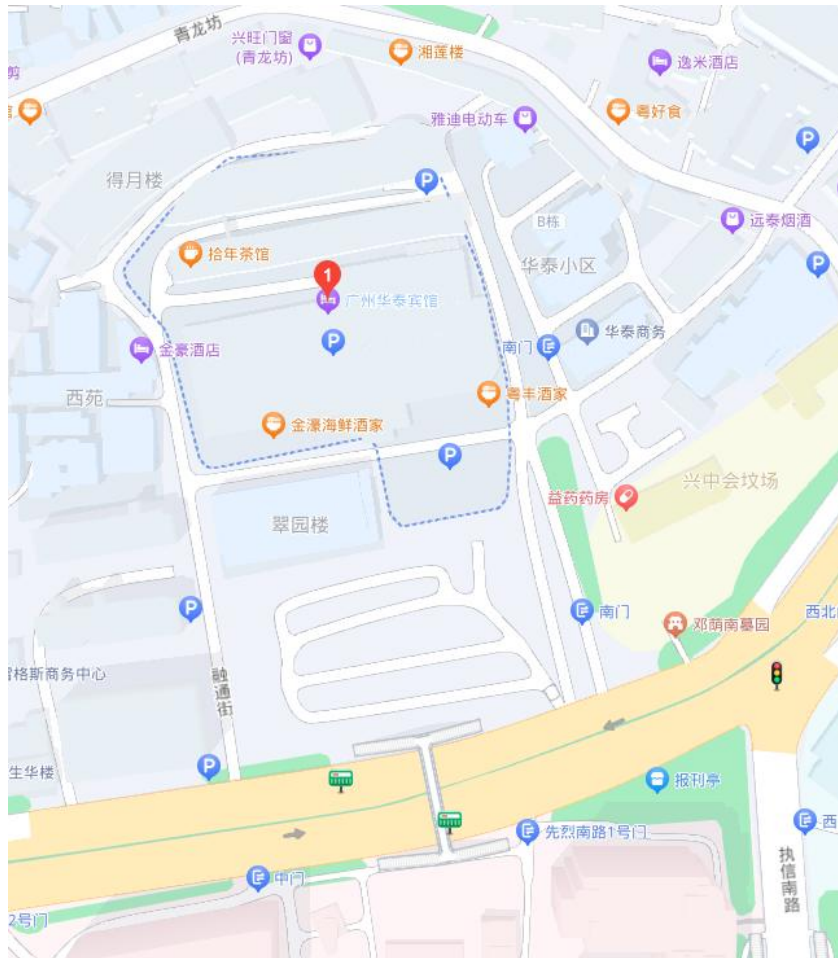 青龙坊
兴旺门窗
(青龙坊)
湘莲楼
逸米酒店
剪
雅迪电动车
粤好食
P
得月楼
P
拾年茶馆
B栋
远泰烟酒
华泰小区
P
1
广州华泰宾馆
华泰商务
南门
P
金豪酒店
西苑
粤丰酒家
金濠海鲜酒家
P
兴中会坟场
益药药房
翠园楼
P
南门
邓荫南墓园
西北
格斯商务中心
融通街
生华楼
P
报刊亭
先烈南路1号门
西
执信南路
中门
2号门